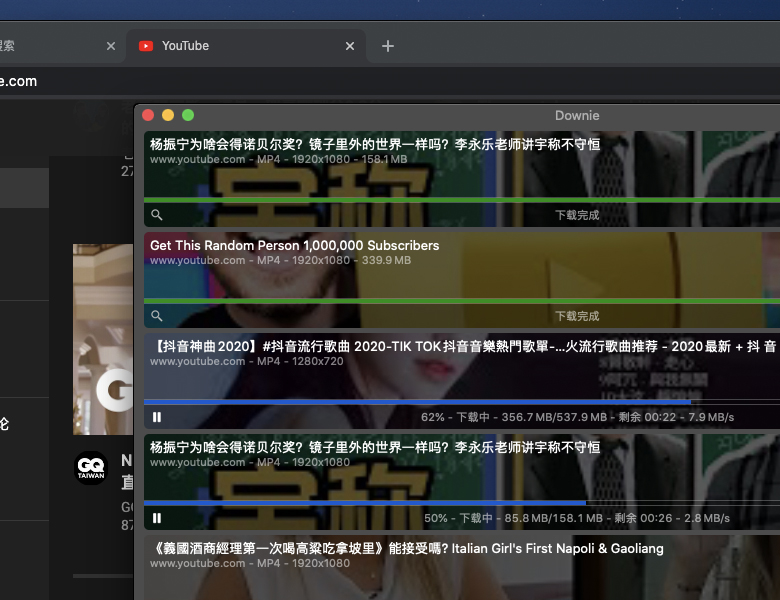 搜索
YouTube
e.com
Downie
27
杨振宁为啥会得诺贝尔奖？镜子里外的世界一样吗？李永乐老师讲宇称不守恒
www.youtube.com - MP4 - 1920x1080 - 158.1 MB
宇称
下载完成
Get This Random Person 1,000,000 Subscribers
www.youtube.com - MP4 - 1920x1080 - 339.9 MB
下载完成
【抖音神曲2020】#抖音流行歌曲 2020-TIK TOK抖音音樂熱門歌單-...火流行歌曲推荐 - 2020最新 + 抖 音
www.youtube.com - MP4 - 1280x720
62% - 下载中 - 356.7 MB/537.9 MB - 剩余 00:22 - 7.9 MB/s
G
论
杨振宁为啥会得诺贝尔奖？镜子里外的世界一样吗？李永乐老师讲宇称不守恒
www.youtube.com - MP4 - 1920x1080
宇称
GQ
TAIWAN
N
直
GQ
87
50% - 下载中 - 85.8 MB/158.1 MB - 剩余 00:26 - 2.8 MB/s
《義國酒商經理第一次喝高粱吃拿坡里》能接受嗎? Italian Girl's First Napoli & Gaoliang
www.youtube.com - MP4 - 1920x1080